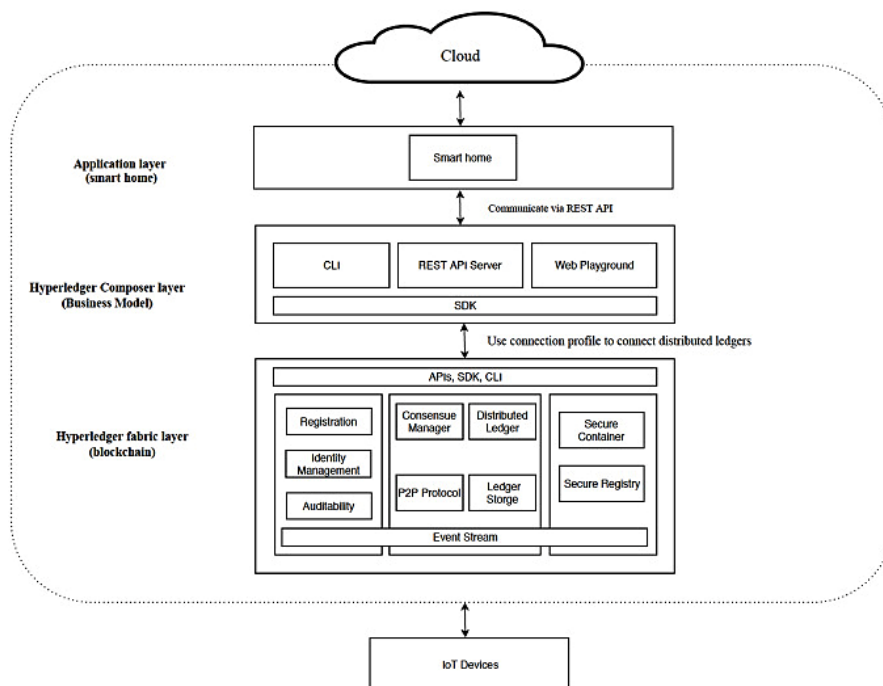 Cloud
Application layer
(smart home)
Smart home
Communicate via REST API
Hyperledger Composer layer
(Business Model)
CLI
REST API Server
Web Playground
SDK
Use connection profile to connect distributed ledgers
Hyperledger fabric layer
(blockchain)
APIs, SDK, CLI
Registration
Identity
Management
Auditability
Consensue
Manager
Distributed
Ledger
P2P Protocol
Ledger
Storge
Secure
Container
Secure Registry
Event Stream
IoT Devices